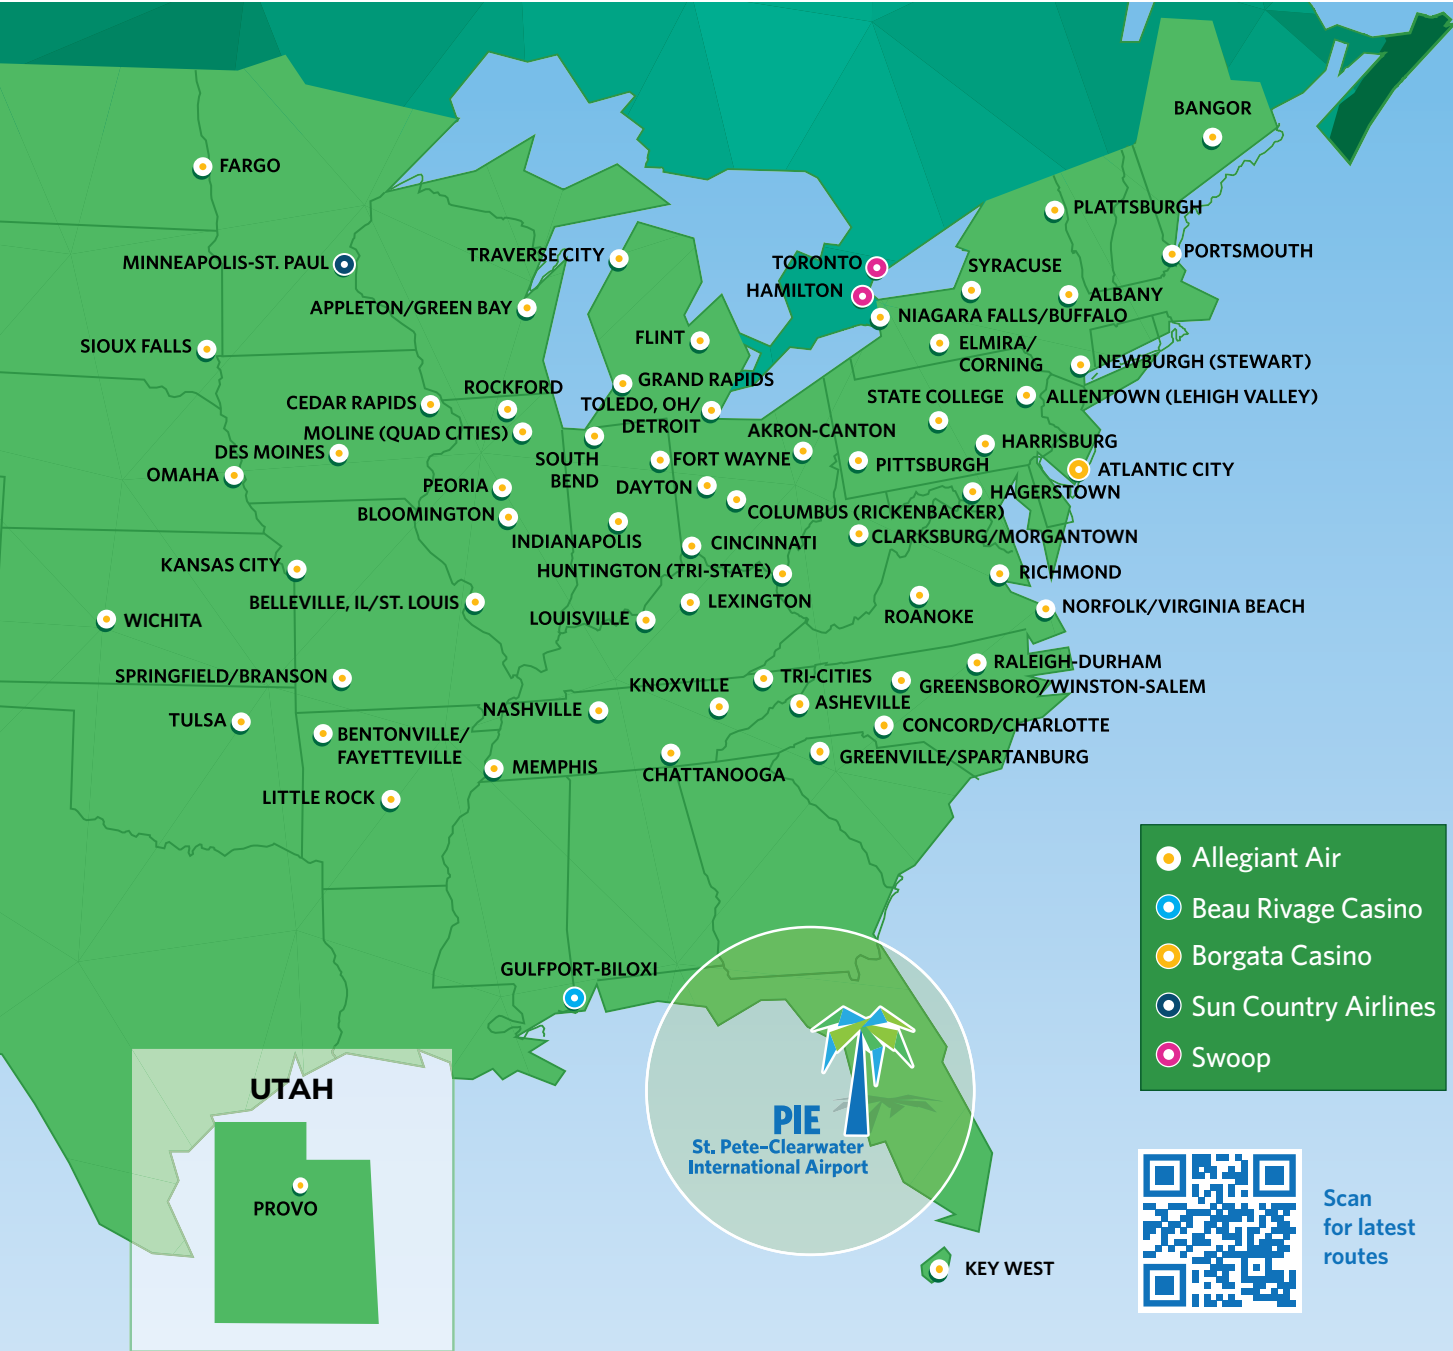 BANGOR
FARGO
PLATTSBURGH
PORTSMOUTH
TRAVERSE CITY
MINNEAPOLIS-ST. PAUL
TORONTO
SYRACUSE
HAMILTON
ALBANY
APPLETON/GREEN BAY
NIAGARA FALLS/BUFFALO
FLINT
ELMIRA/
CORNING
SIOUX FALLS
NEWBURGH (STEWART)
GRAND RAPIDS
ROCKFORD
STATE COLLEGE
ALLENTOWN (LEHIGH VALLEY)
CEDAR RAPIDS
TOLEDO, OH/
DETROIT
MOLINE (QUAD CITIES)
AKRON-CANTON
HARRISBURG
DES MOINES
SOUTH
BEND
FORT WAYNE
PITTSBURGH
ATLANTIC CITY
OMAHA
PEORIA
DAYTON
HAGERSTOWN
BLOOMINGTON
COLUMBUS (RICKENBACKER)
INDIANAPOLIS
CINCINNATI
CLARKSBURG/MORGANTOWN
KANSAS CITY
HUNTINGTON (TRI-STATE)
RICHMOND
BELLEVILLE, IL/ST. LOUIS
LEXINGTON
NORFOLK/VIRGINIA BEACH
WICHITA
LOUISVILLE
ROANOKE
RALEIGH-DURHAM
SPRINGFIELD/BRANSON
KNOXVILLE
TRI-CITIES
GREENSBORO/WINSTON-SALEM
NASHVILLE
ASHEVILLE
TULSA
CONCORD/CHARLOTTE
BENTONVILLE/
FAYETTEVILLE
GREENVILLE/SPARTANBURG
MEMPHIS
CHATTANOOGA
LITTLE ROCK
Allegiant Air
Beau Rivage Casino
Borgata Casino
Sun Country Airlines
Swoop
GULFPORT-BILOXI
PIE
St. Pete–Clearwater
International Airport
UTAH
PROVO
KEY WEST
Scan
for latest
routes